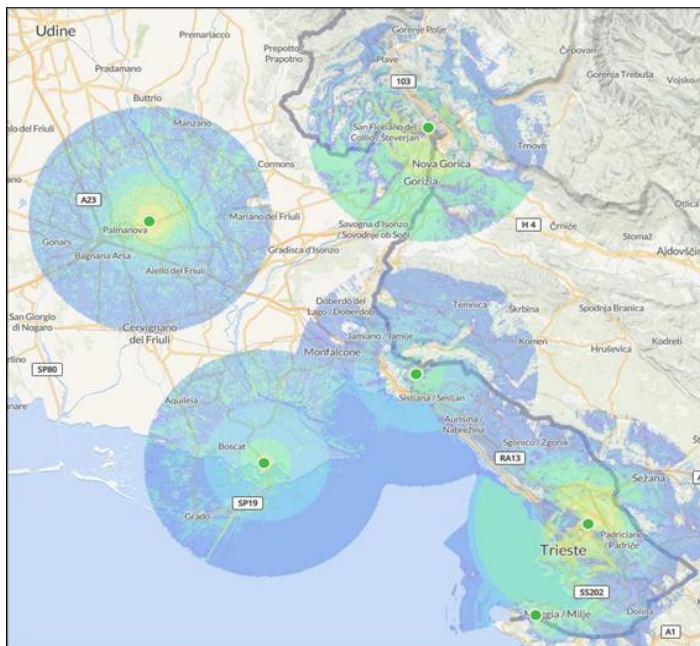 Udine
Premariacco
Prepotto
Prapotno
Gorenje Polje
Čepovan
Plave
Gorenja Trebuša
Vojsko
Pradamano
Buttrio
103
Manzano
San Floriano del
Collio / Števerjan
Trnovo
Cormons
Nova Gorica
Gorizia
A23
Palmanova
Mariano del Friuli
Otlica
Gonars
Savogna d'Isonzo
/ Sovodnje ob Soči
H 4
Črniče
Stomaž
Bagnaria Arsa
Gradisca d'Isonzo
Ajdovščin
Aiello del Friuli
San Giorgio
di Nogaro
Cervignano
del Friuli
Doberdò del
Lago / Doberdob
Temnica
Škrbina
Spodnja Branica
Jamiano / Jamlje
Komen
Kodreti
Monfalcone
Hruševica
SP80
Aquileia
Sistiana / Sesljan
Aurisina /
Nabrežina
Boscat
Sgonico / Zgonik
RA13
Sežana
SP19
Grado
Padriciano
/ Padriče
Trieste
SS202
Muggia / Milje
Dolina
A1